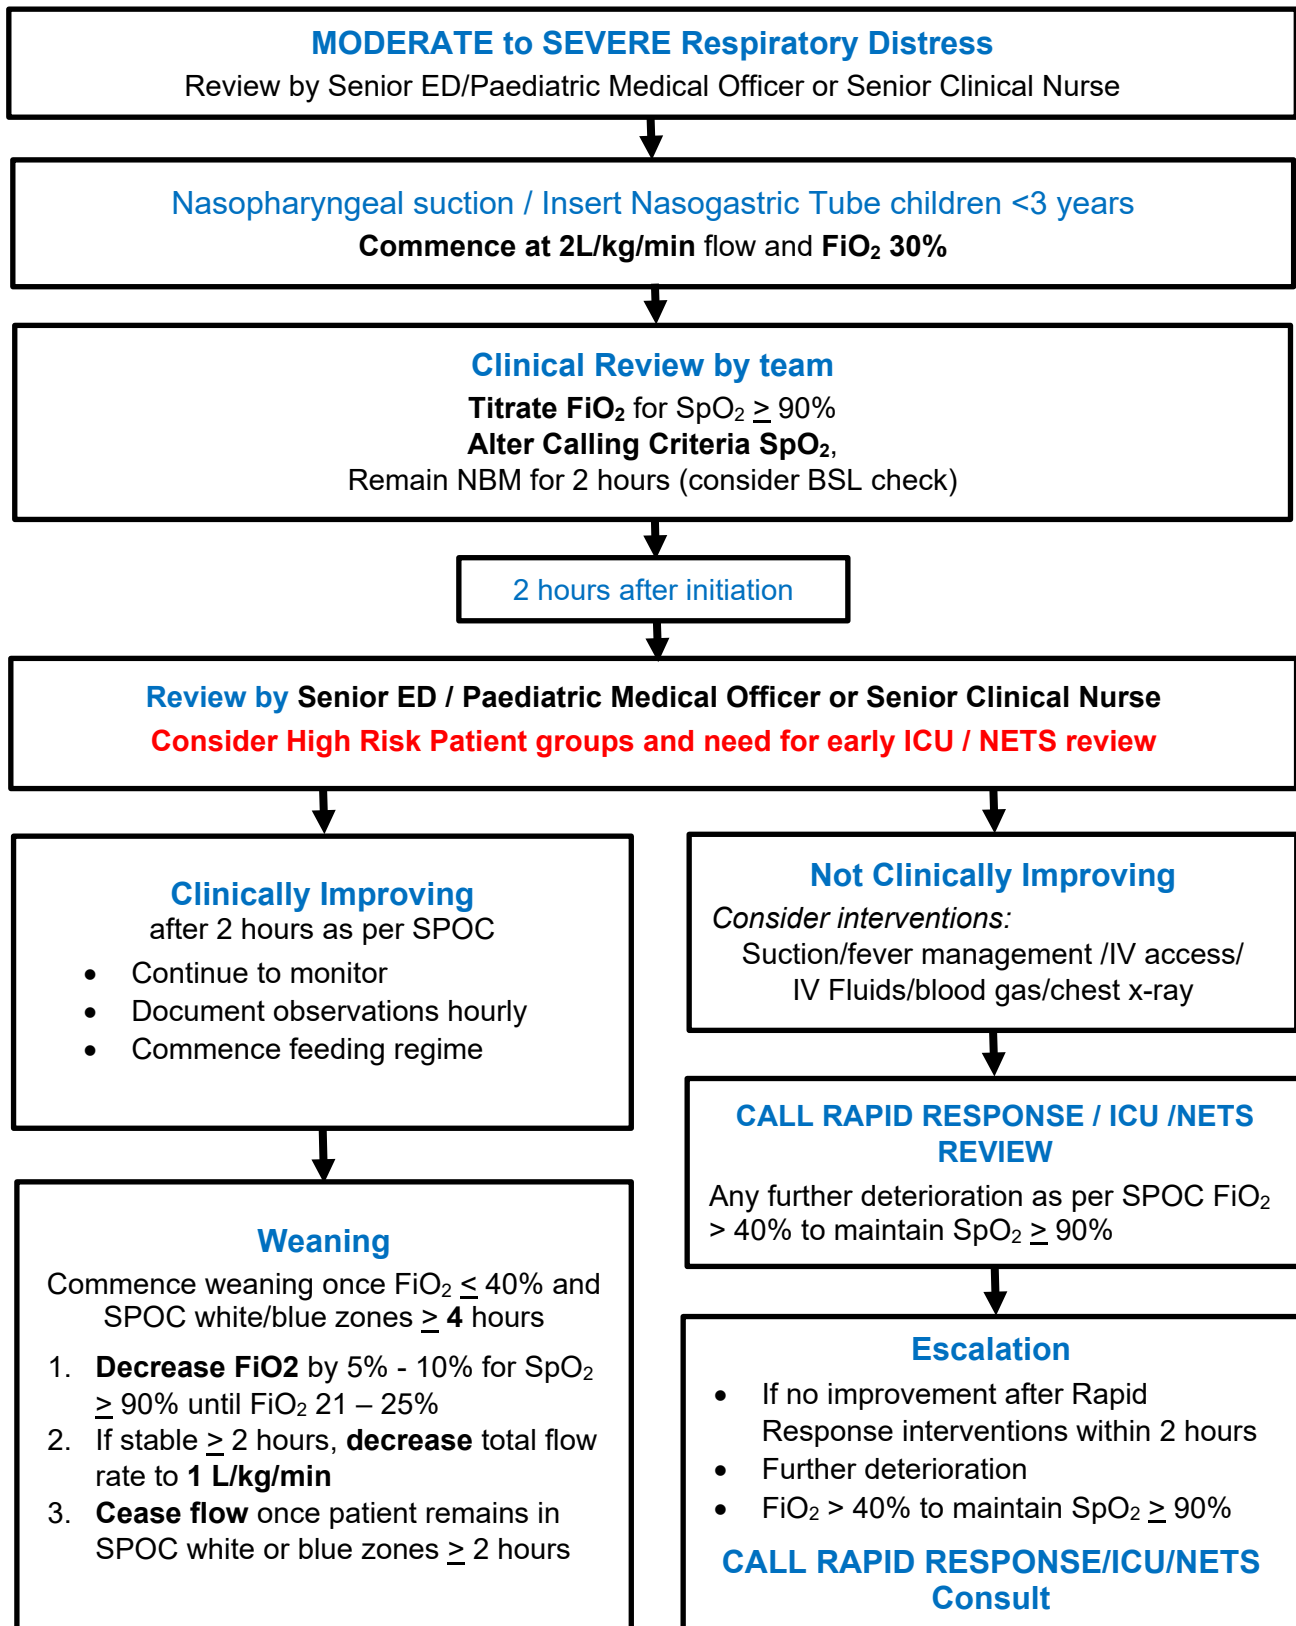 MODERATE to SEVERE Respiratory Distress
Review by Senior ED/Paediatric Medical Officer or Senior Clinical Nurse
Nasopharyngeal suction / Insert Nasogastric Tube children <3 years
Commence at 2L/kg/min flow and FiO₂ 30%
Clinical Review by team
Titrate FiO₂ for SpO₂ ≥ 90%
Alter Calling Criteria SpO₂,
Remain NBM for 2 hours (consider BSL check)
2 hours after initiation
Review by Senior ED / Paediatric Medical Officer or Senior Clinical Nurse
Consider High Risk Patient groups and need for early ICU / NETS review
Clinically Improving
after 2 hours as per SPOC
• Continue to monitor
• Document observations hourly
• Commence feeding regime
Weaning
Commence weaning once FiO₂ ≤ 40% and
SPOC white/blue zones ≥ 4 hours
1. Decrease FiO2 by 5% - 10% for SpO₂
≥ 90% until FiO₂ 21 – 25%
2. If stable ≥ 2 hours, decrease total flow
rate to 1 L/kg/min
3. Cease flow once patient remains in
SPOC white or blue zones ≥ 2 hours
Not Clinically Improving
Consider interventions:
Suction/fever management /IV access/
IV Fluids/blood gas/chest x-ray
CALL RAPID RESPONSE / ICU /NETS
REVIEW
Any further deterioration as per SPOC FiO₂
> 40% to maintain SpO₂ ≥ 90%
Escalation
• If no improvement after Rapid
Response interventions within 2 hours
• Further deterioration
• FiO₂ > 40% to maintain SpO₂ ≥ 90%
CALL RAPID RESPONSE/ICU/NETS
Consult